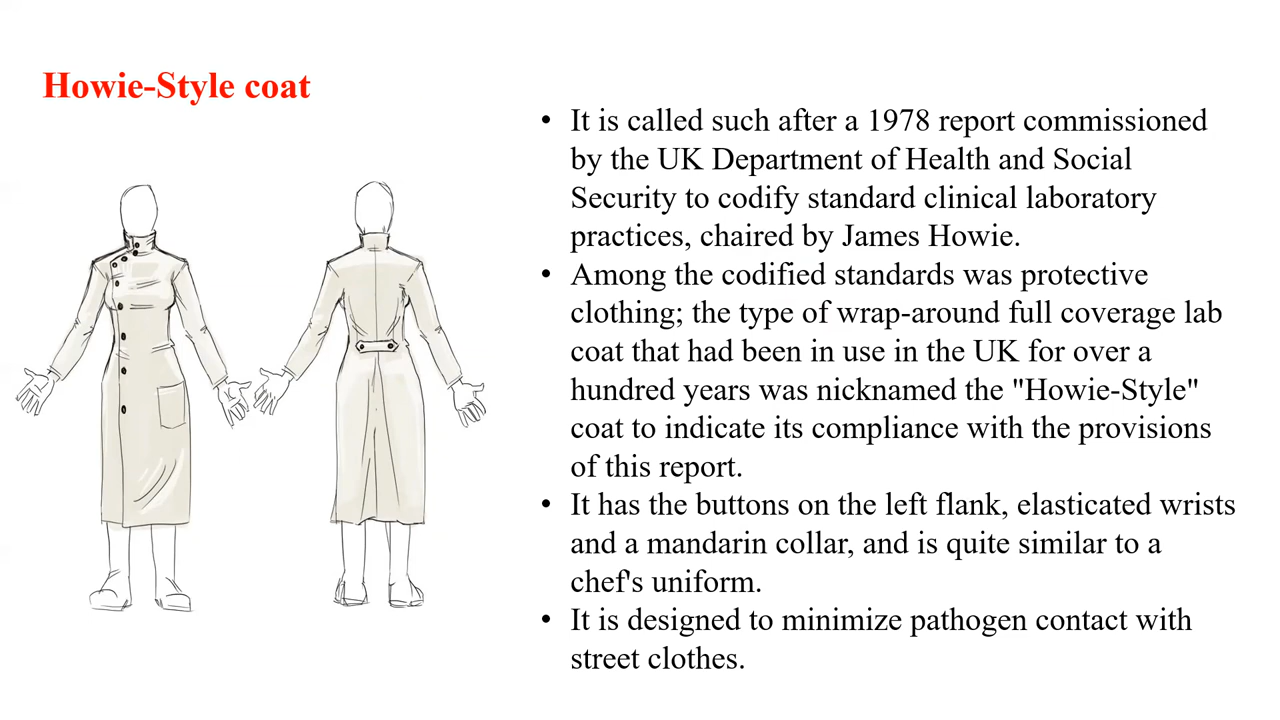 Howie-Style coat
• It is called such after a 1978 report commissioned
by the UK Department of Health and Social
Security to codify standard clinical laboratory
practices, chaired by James Howie.
• Among the codified standards was protective
clothing; the type of wrap-around full coverage lab
coat that had been in use in the UK for over a
hundred years was nicknamed the "Howie-Style"
coat to indicate its compliance with the provisions
of this report.
• It has the buttons on the left flank, elasticated wrists
and a mandarin collar, and is quite similar to a
chef's uniform.
• It is designed to minimize pathogen contact with
street clothes.